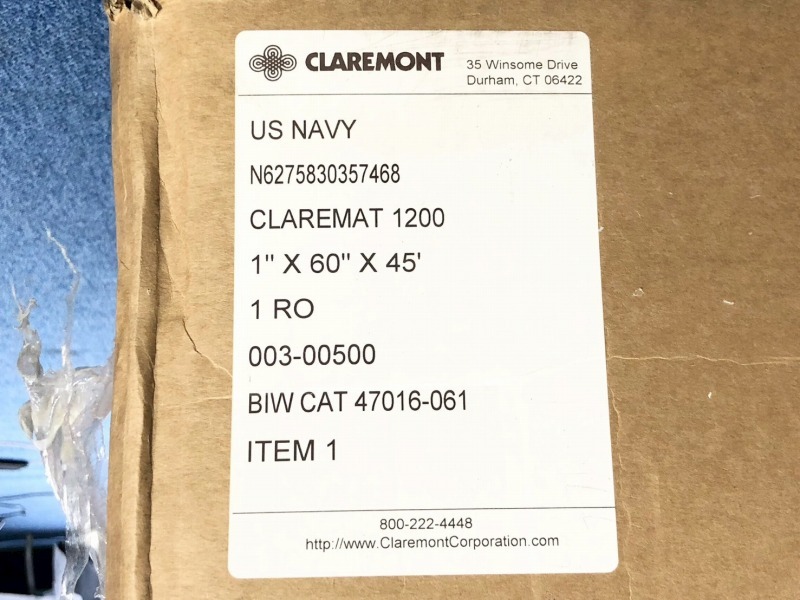 CLAREMONT
35 Winsome Drive
Durham, CT 06422
US NAVY
N6275830357468
CLAREMAT 1200
1" X 60" X 45'
1 RO
003-00500
BIW CAT 47016-061
ITEM 1
800-222-4448
http://www.ClaremontCorporation.com